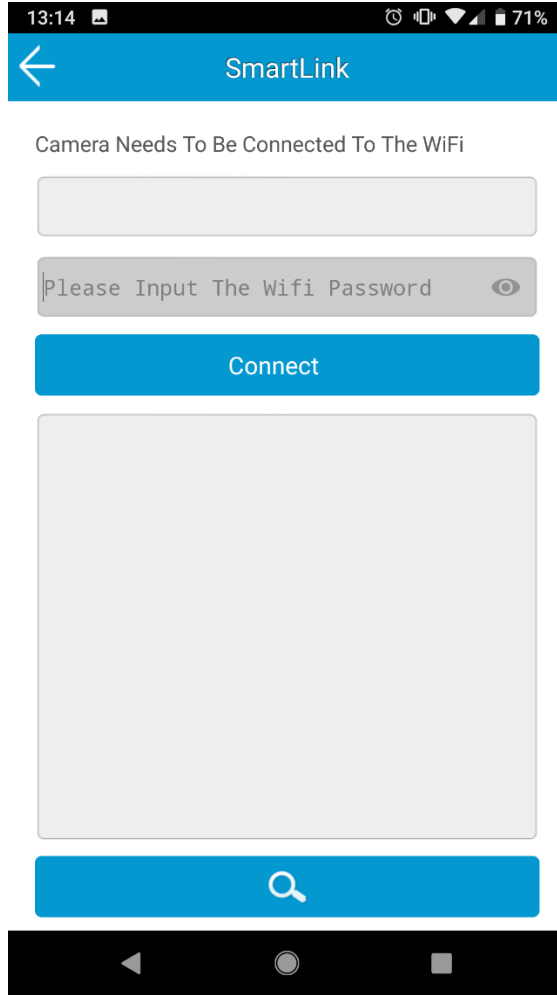 13:14 71%
SmartLink
Camera Needs To Be Connected To The WiFi
Please Input The Wifi Password
Connect